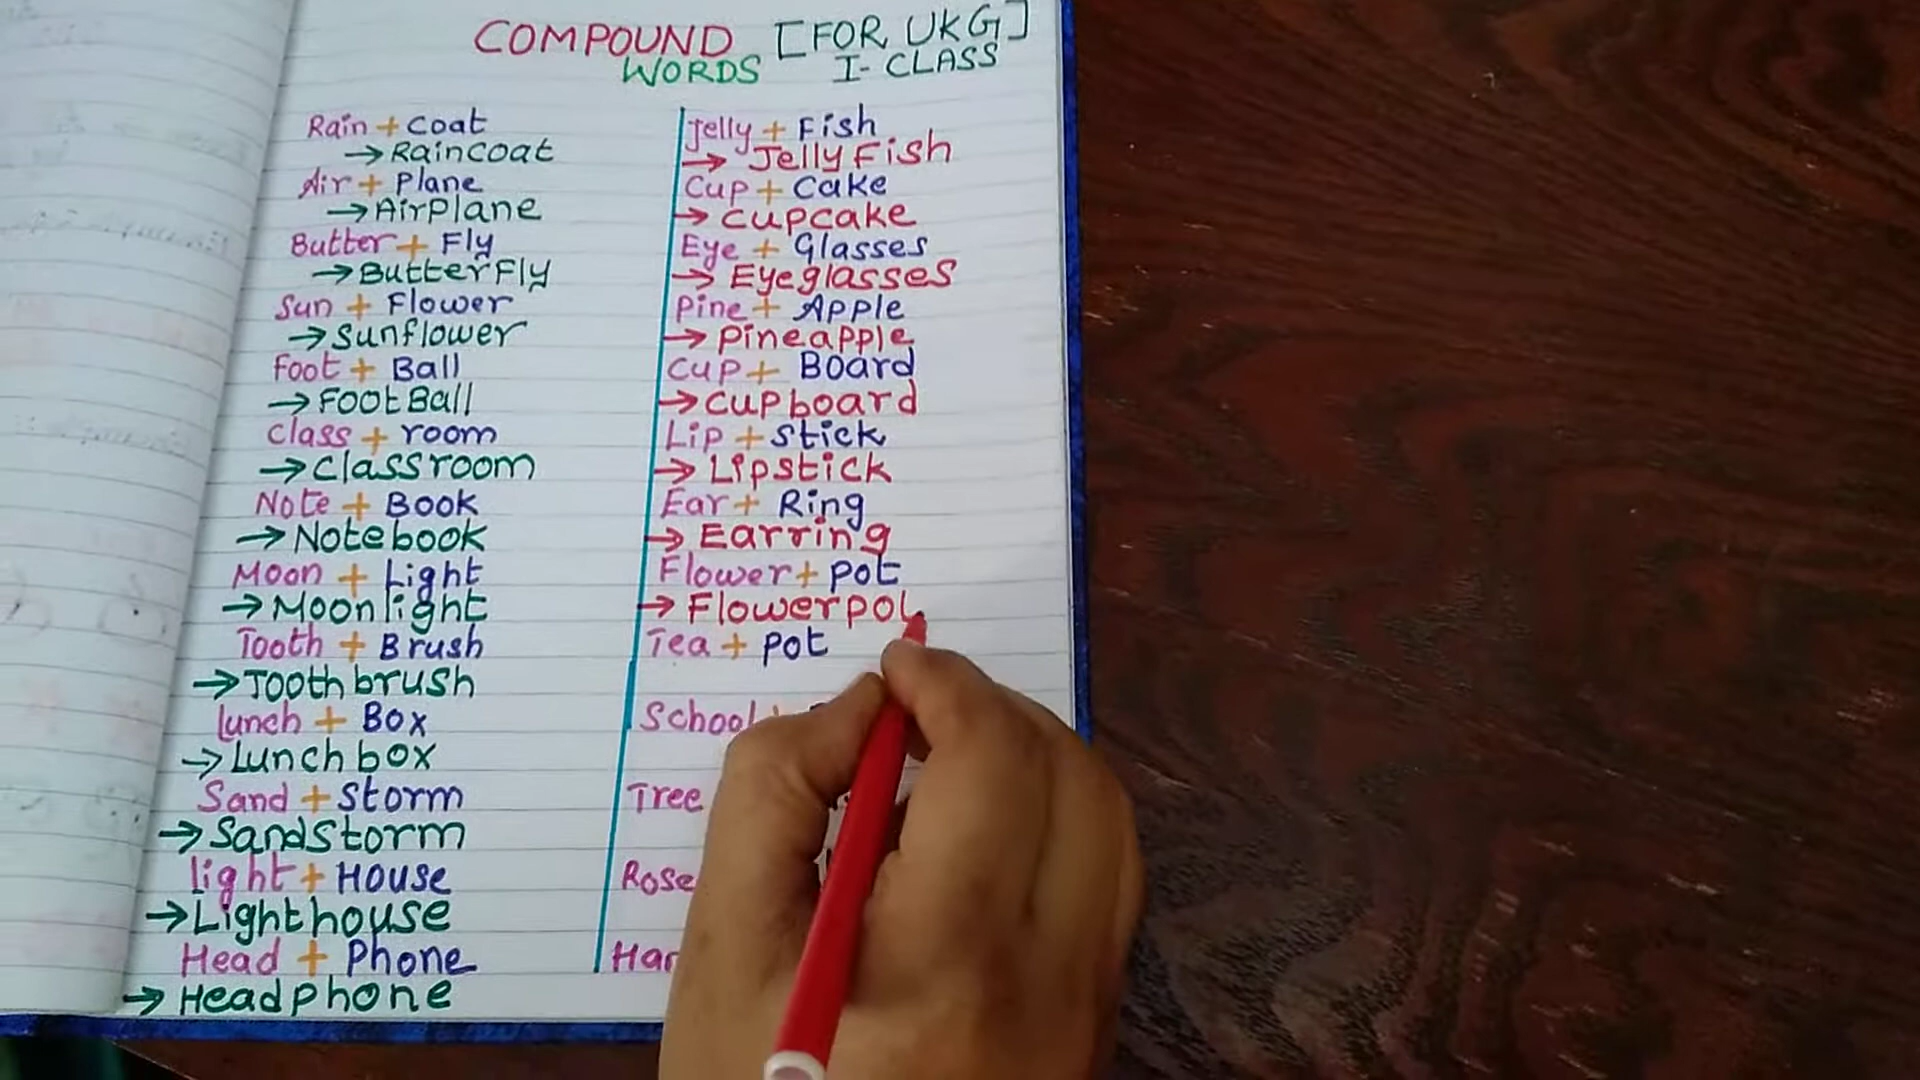 COMPOUND [FOR UKG]
WORDS I-CLASS
Rain + Coat
→ Raincoat
Air + Plane
→ AirPlane
Butter + Fly
→ ButterFly
Sun + Flower
→ Sunflower
Foot + Ball
→ FootBall
Class + room
→ Classroom
Note + Book
→ Notebook
Moon + Light
→ Moonlight
Tooth + Brush
→ Toothbrush
Lunch + Box
→ Lunchbox
Sand + Storm
→ Sandstorm
light + House
→ Lighthouse
Head + Phone
→ Headphone
Jelly + Fish
→ JellyFish
Cup + Cake
→ Cupcake
Eye + Glasses
→ Eyeglasses
Pine + Apple
→ Pineapple
Cup + Board
→ Cupboard
Lip + Stick
→ Lipstick
Ear + Ring
→ Earring
Flower + Pot
→ Flowerpot
Tea + Pot
School +
Tree
Rose